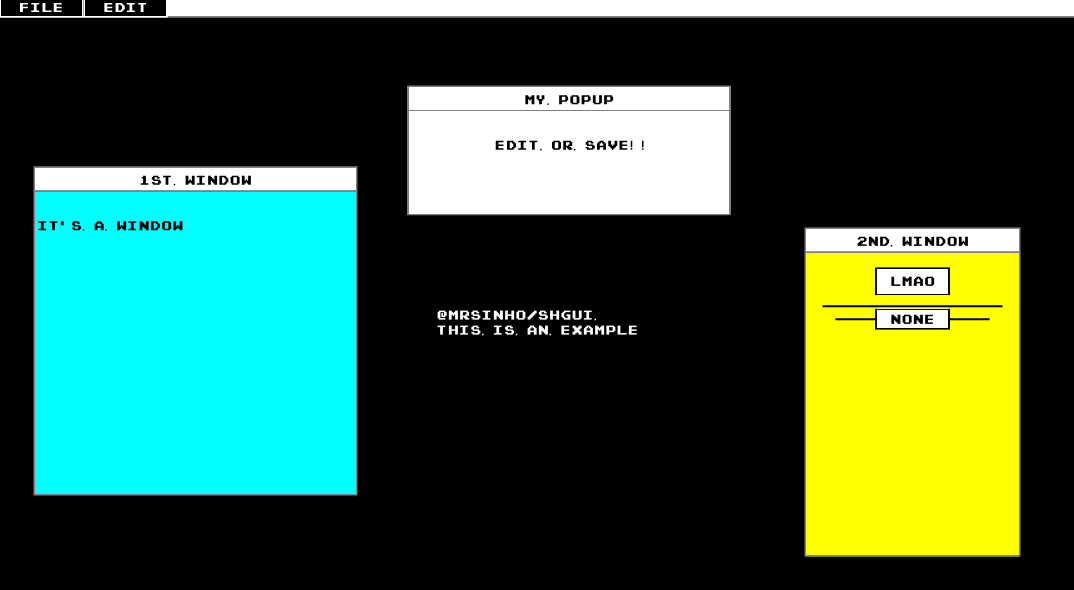 FILE EDIT
MY. POPUP
EDIT. OR. SAVE!!
1ST. WINDOW
IT'S. A. WINDOW
2ND. WINDOW
LMAO
NONE
@MRSINHO/SHGUI.
THIS. IS. AN. EXAMPLE